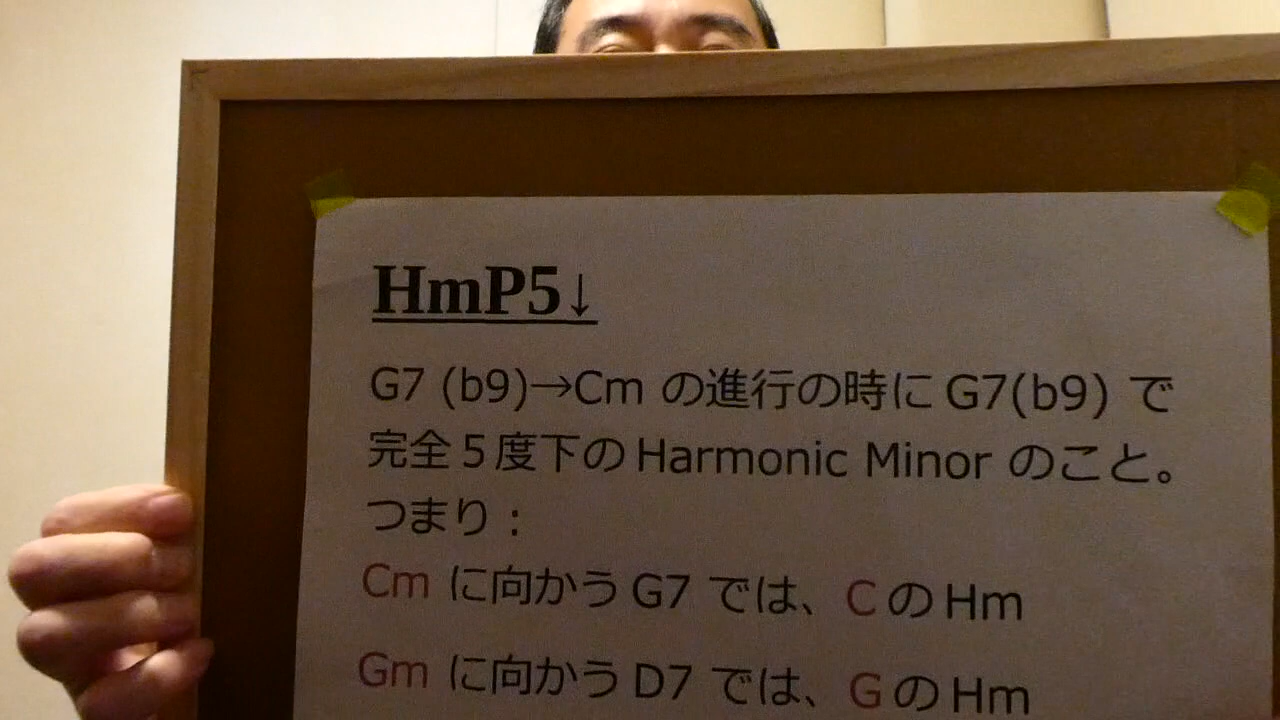 HmP5↓
G7 (b9)→Cm の進行の時に G7(b9) で
完全５度下の Harmonic Minor のこと。
つまり：
Cm に向かう G7 では、C の Hm
Gm に向かう D7 では、G の Hm